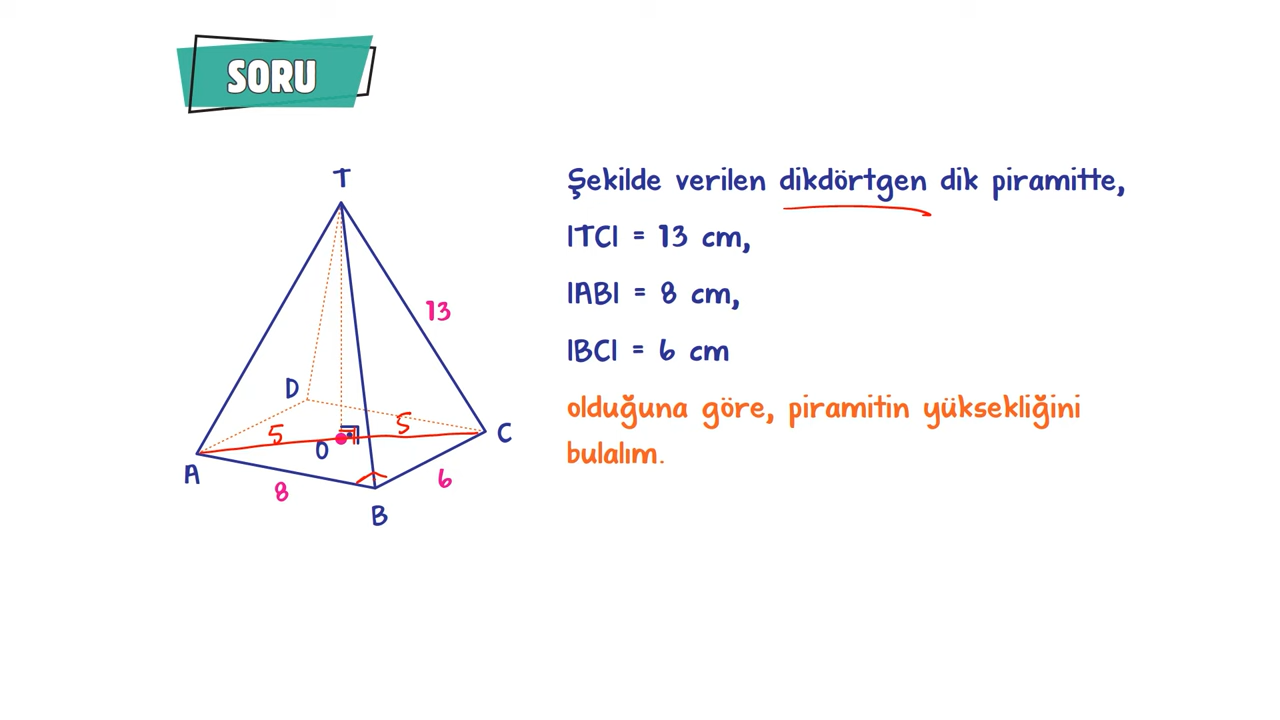 SORU
T
Şekilde verilen dikdörtgen dik piramitte,
|TC| = 13 cm,
|AB| = 8 cm,
|BC| = 6 cm
olduğuna göre, piramitin yüksekliğini
bulalım.
13
D
5
5
C
O
A
8
6
B